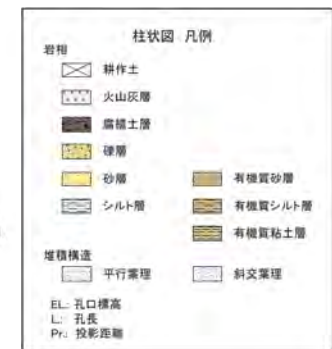 柱状図 凡例
岩相
耕作土
火山灰層
腐植土層
礫層
砂層
有機質砂層
シルト層
有機質シルト層
有機質粘土層
堆積構造
平行葉理
斜交葉理
EL.: 孔口標高
L.: 孔長
Pr.: 投影距離